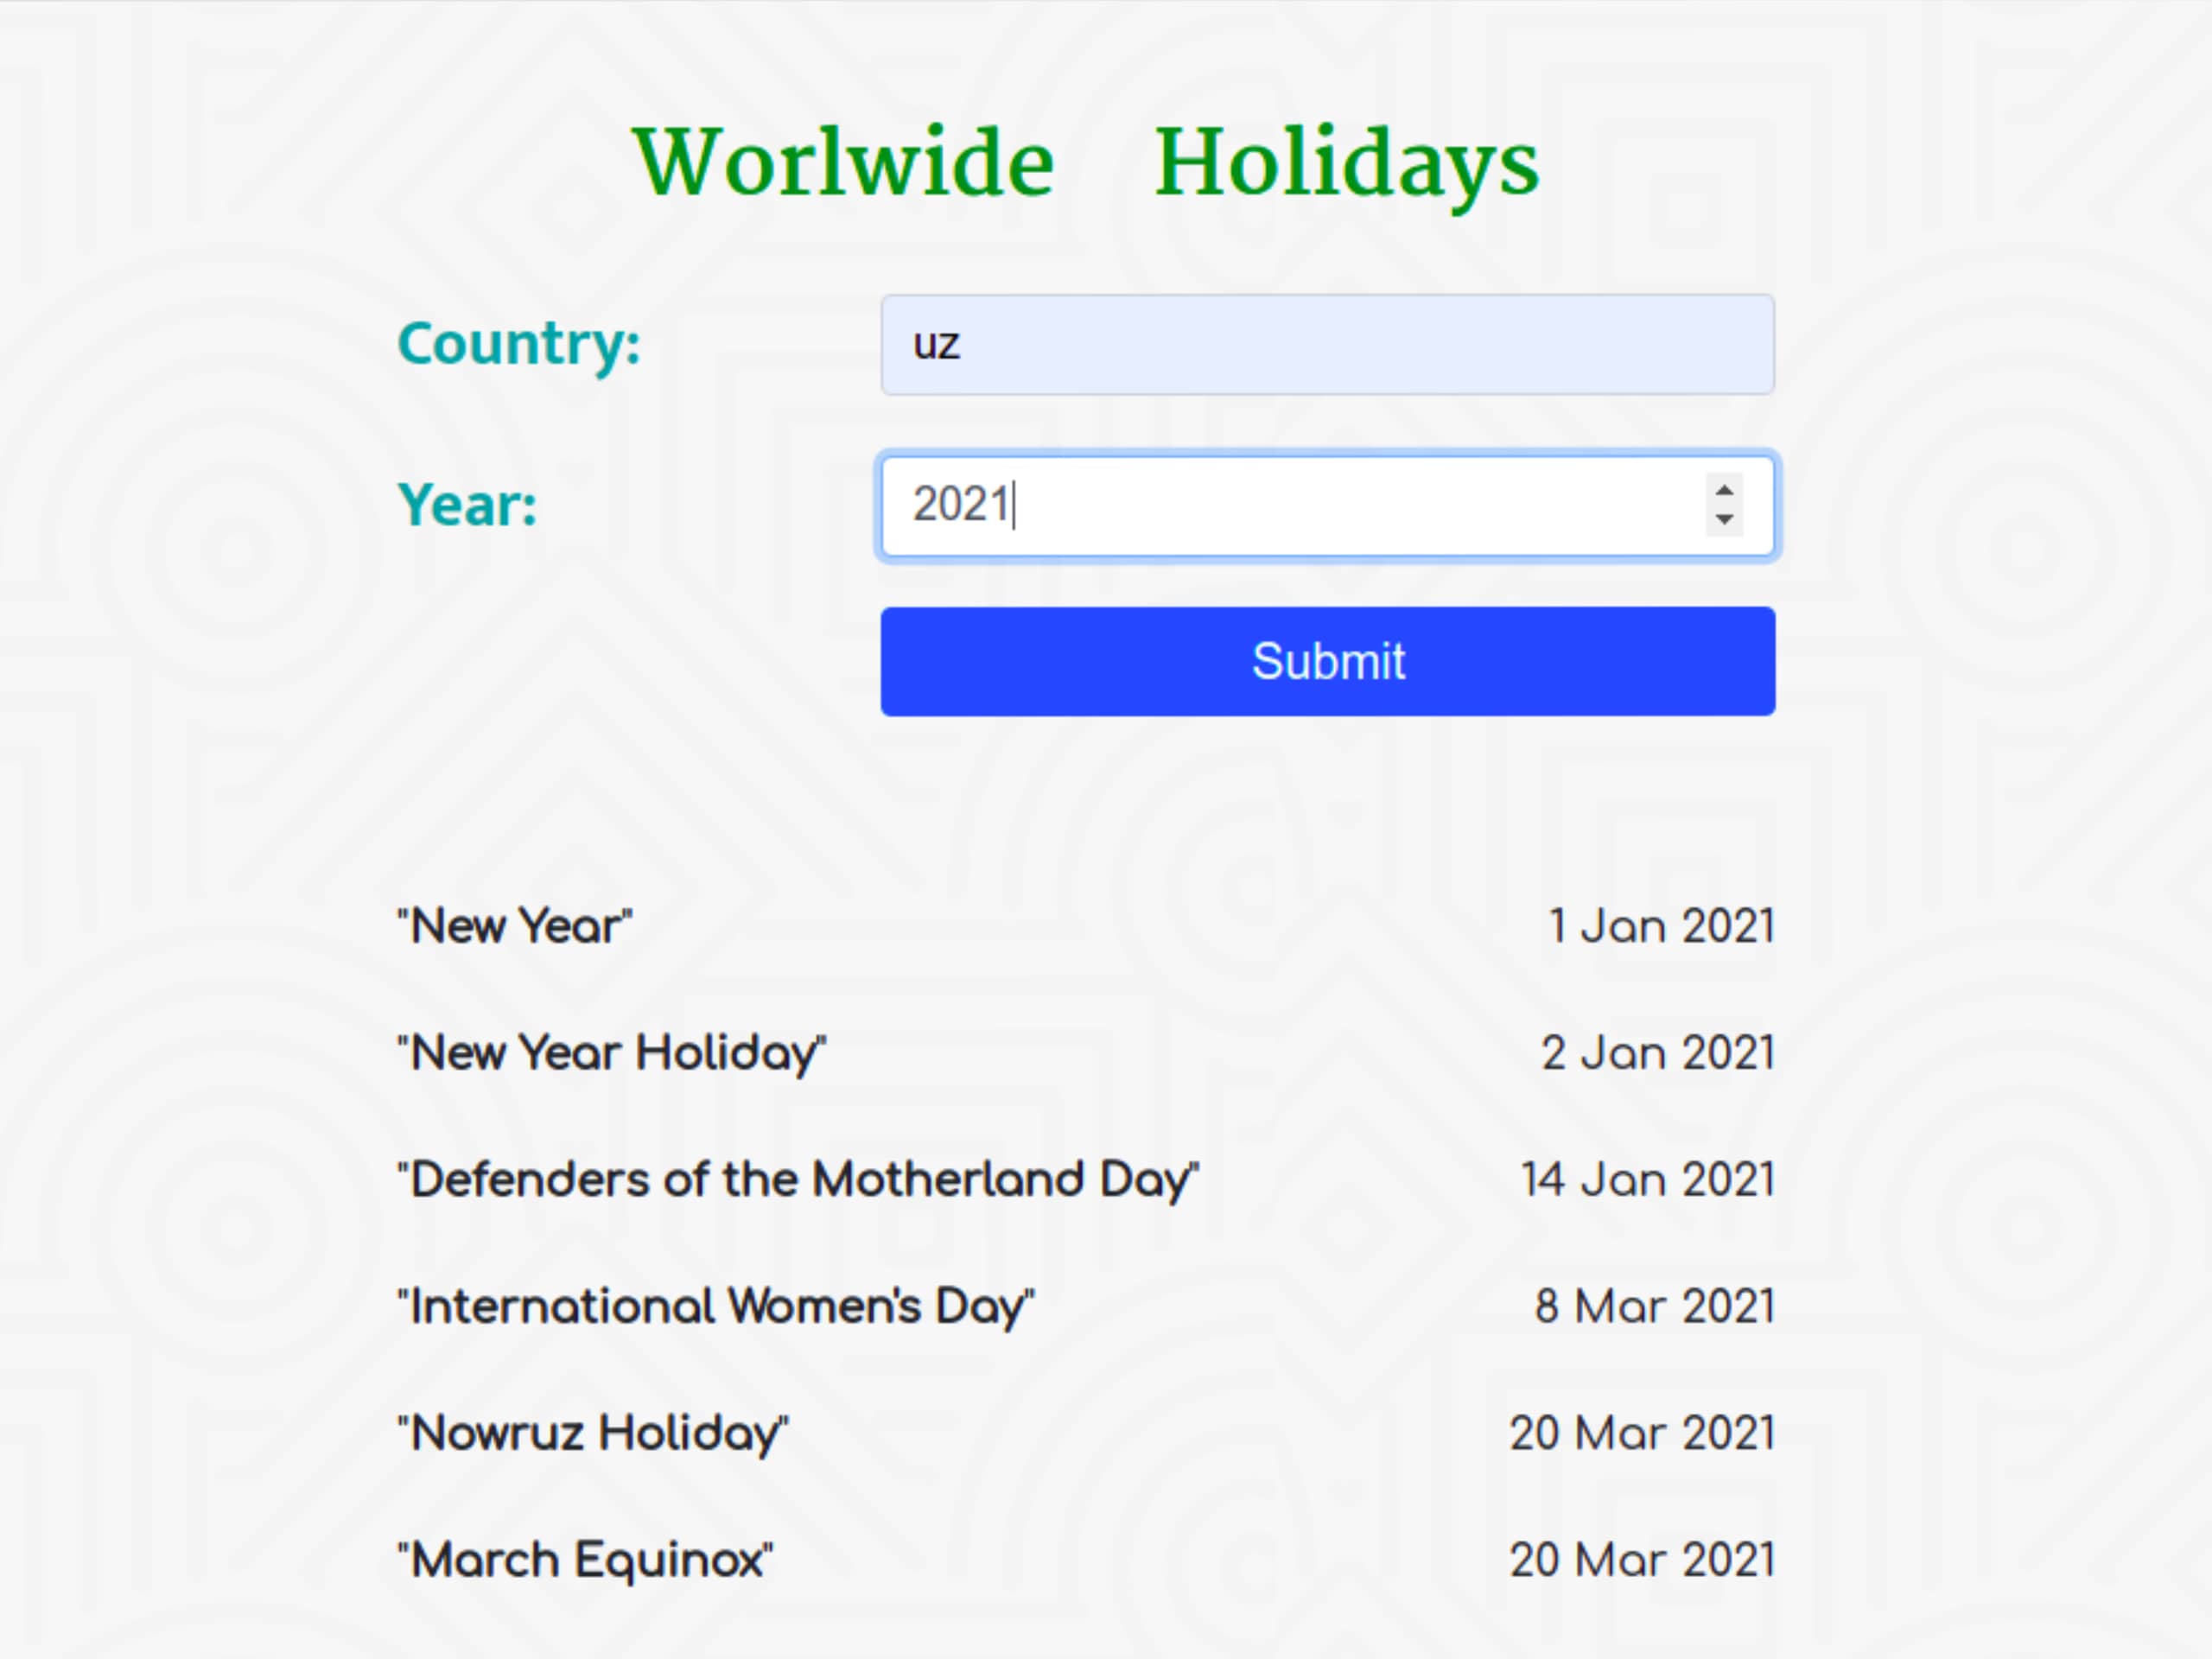 Worlwide Holidays
Country: uz
Year: 2021
Submit
"New Year" 1 Jan 2021
"New Year Holiday" 2 Jan 2021
"Defenders of the Motherland Day" 14 Jan 2021
"International Women's Day" 8 Mar 2021
"Nowruz Holiday" 20 Mar 2021
"March Equinox" 20 Mar 2021